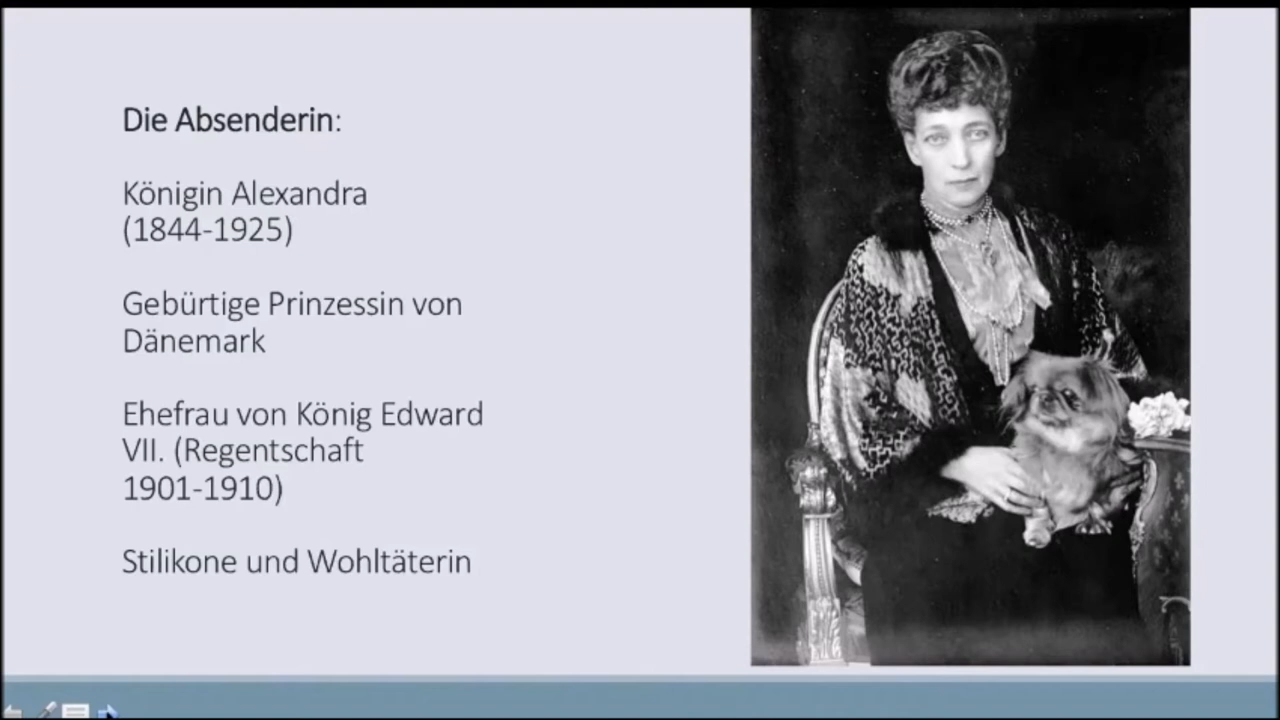 Die Absenderin:
Königin Alexandra
(1844-1925)
Gebürtige Prinzessin von
Dänemark
Ehefrau von König Edward
VII. (Regentschaft
1901-1910)
Stilikone und Wohltäterin